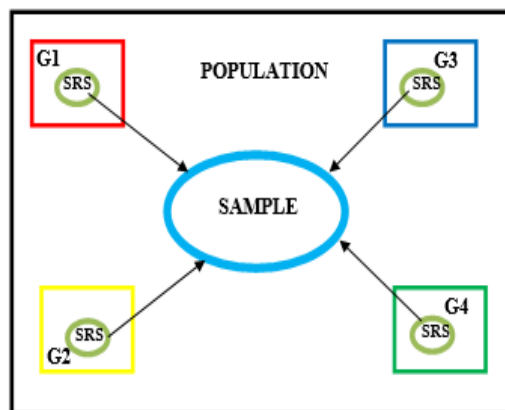 G1
SRS
POPULATION
G3
SRS
SAMPLE
SRS
G2
G4
SRS